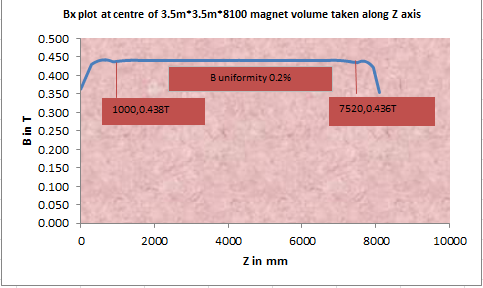 Bx plot at centre of 3.5m*3.5m*8100 magnet volume taken along Z axis
0.500
0.450
0.400
0.350
0.300
0.250
0.200
0.150
0.100
0.050
0.000
B in T
B uniformity 0.2%
1000,0.438T
7520,0.436T
0
2000
4000
6000
8000
10000
Z in mm